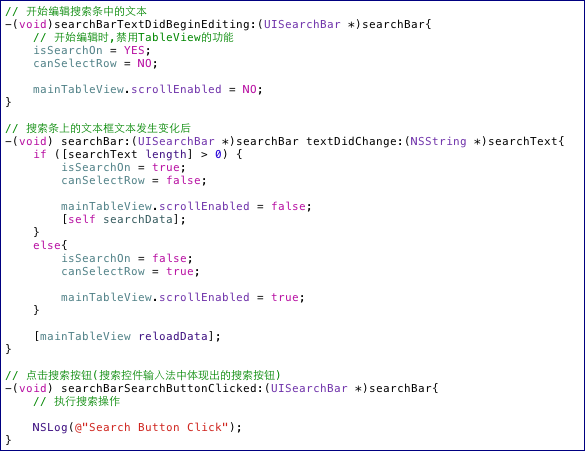 // 开始编辑搜索条中的文本
-(void)searchBarTextDidBeginEditing:(UISearchBar *)searchBar{
    // 开始编辑时,禁用TableView的功能
    isSearchOn = YES;
    canSelectRow = NO;

    mainTableView.scrollEnabled = NO;
}

// 搜索条上的文本框文本发生变化后
-(void) searchBar:(UISearchBar *)searchBar textDidChange:(NSString *)searchText{
    if ([searchText length] > 0) {
        isSearchOn = true;
        canSelectRow = false;

        mainTableView.scrollEnabled = false;
        [self searchData];
    }
    else{
        isSearchOn = false;
        canSelectRow = true;

        mainTableView.scrollEnabled = true;
    }

    [mainTableView reloadData];
}

// 点击搜索按钮(搜索控件输入法中体现出的搜索按钮)
-(void) searchBarSearchButtonClicked:(UISearchBar *)searchBar{
    // 执行搜索操作

    NSLog(@"Search Button Click");
}